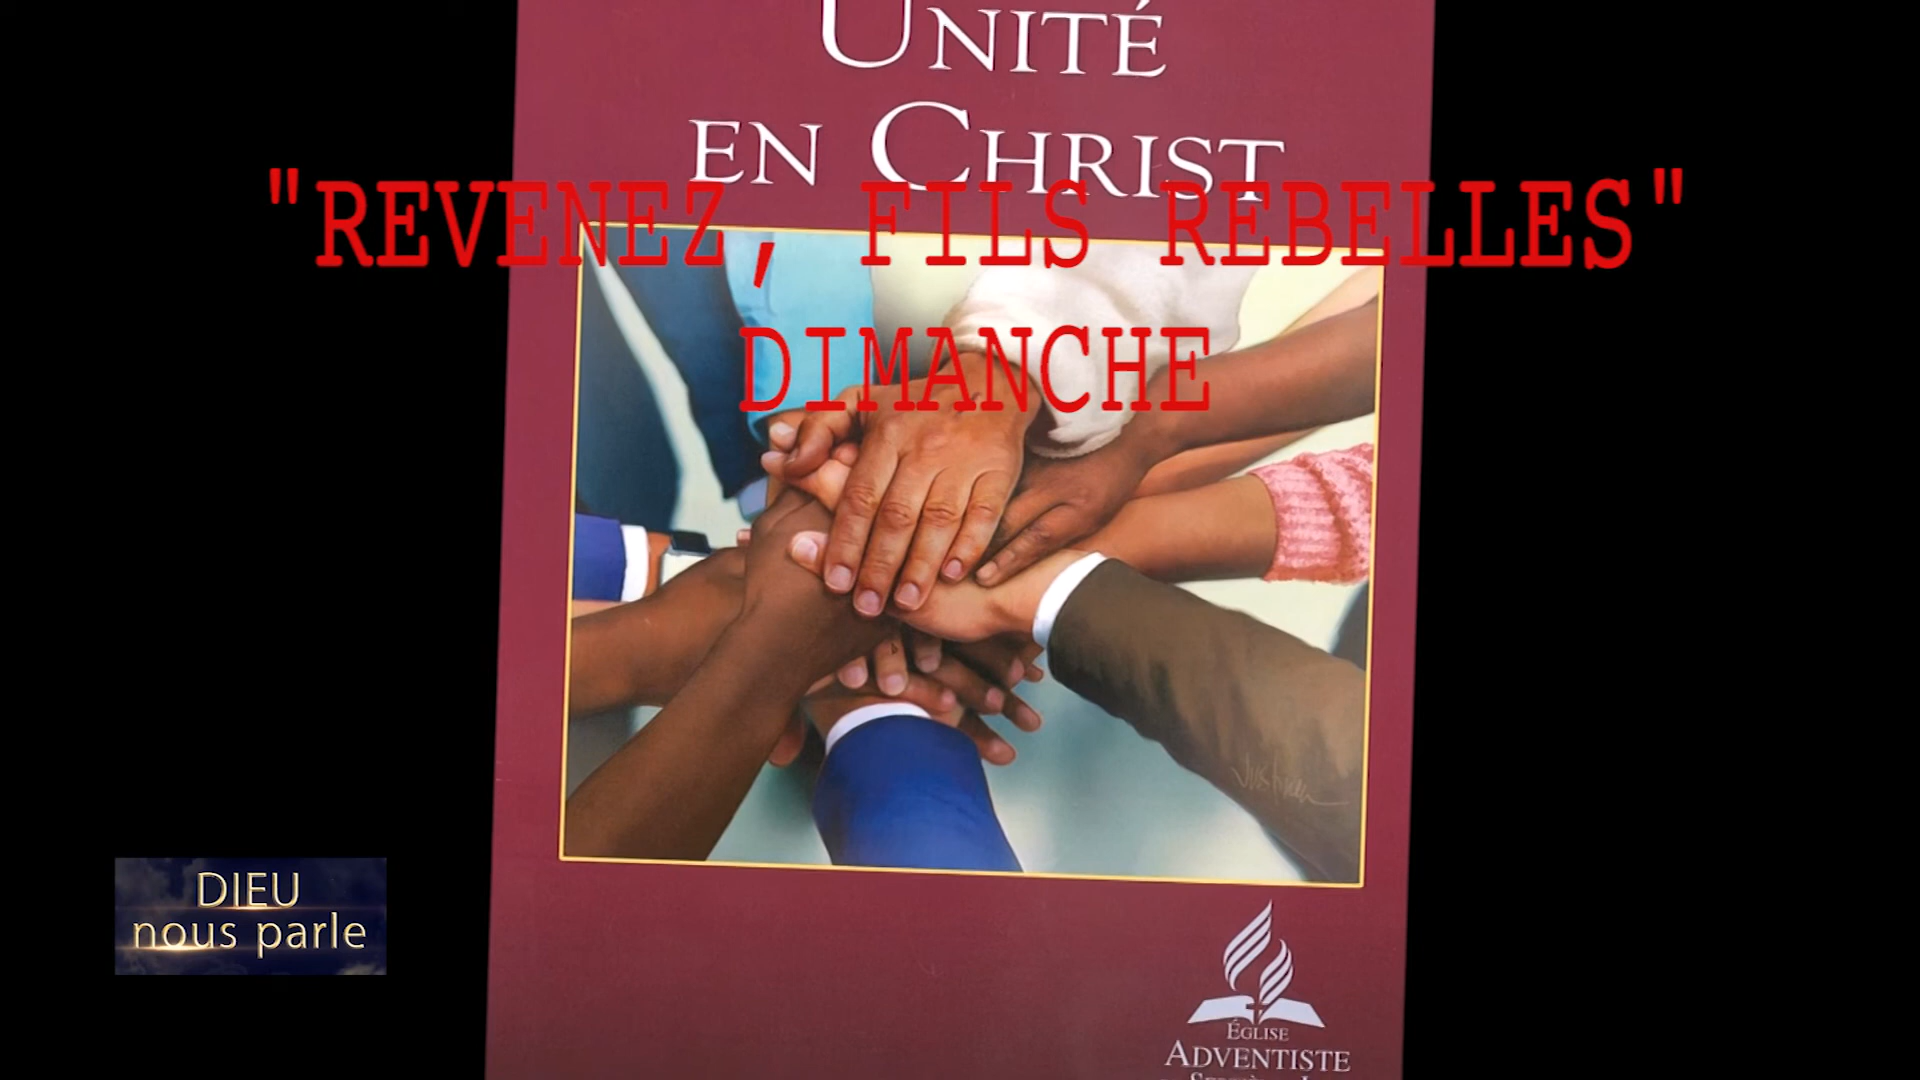 UNITÉ
EN CHRIST
"REVENEZ, FILS REBELLES"
DIMANCHE
DIEU
nous parle
ÉGLISE
ADVENTISTE